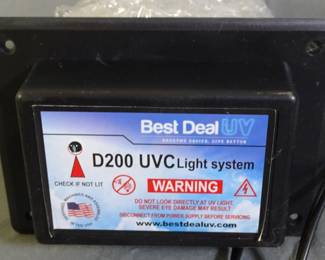 Best Deal UV
BREATHE EASIER, LIVE BETTER
D200 UVC Light system
CHECK IF NOT LIT
WARNING
DO NOT LOOK DIRECTLY AT UV LIGHT,
SEVERE EYE DAMAGE MAY RESULT
DISCONNECT FROM POWER SUPPLY BEFORE SERVICING
www.bestdealuv.com